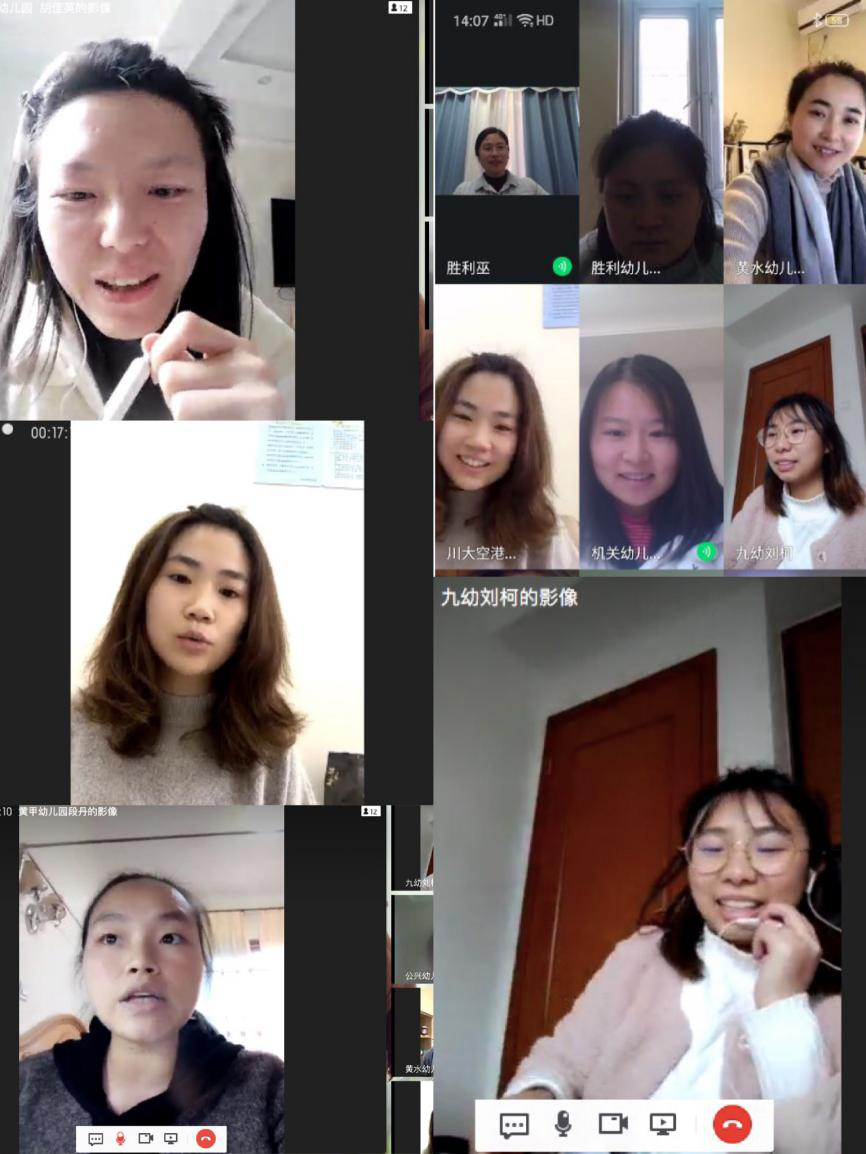 幼儿园 胡佳英的影像
12
14:07
HD
58
胜利巫
胜利幼儿...
黄水幼儿...
川大空港...
机关幼儿...
九幼刘柯
00:17:
九幼刘柯的影像
:10 黄甲幼儿园段丹的影像
12
九幼刘
公兴幼
黄水幼